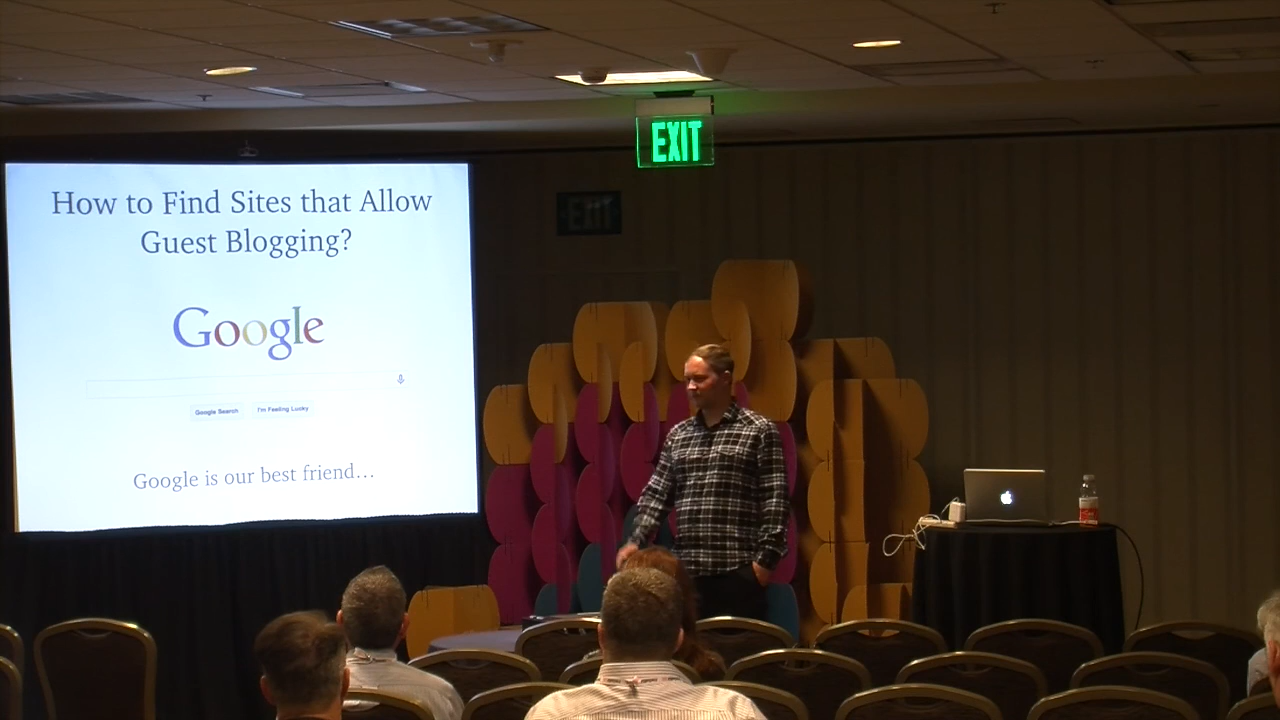 How to Find Sites that Allow
Guest Blogging?
Google
Google Search
I'm Feeling Lucky
Google is our best friend…
EXIT
EXIT